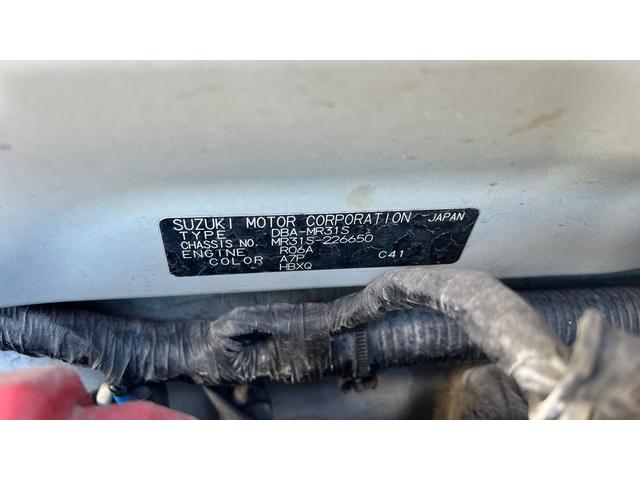 SUZUKI MOTOR CORPORATION JAPAN
TYPE DBA-MR31S
CHASSIS NO. MR31S-226650
ENGINE R06A
COLOR A7P C41
HBXQ